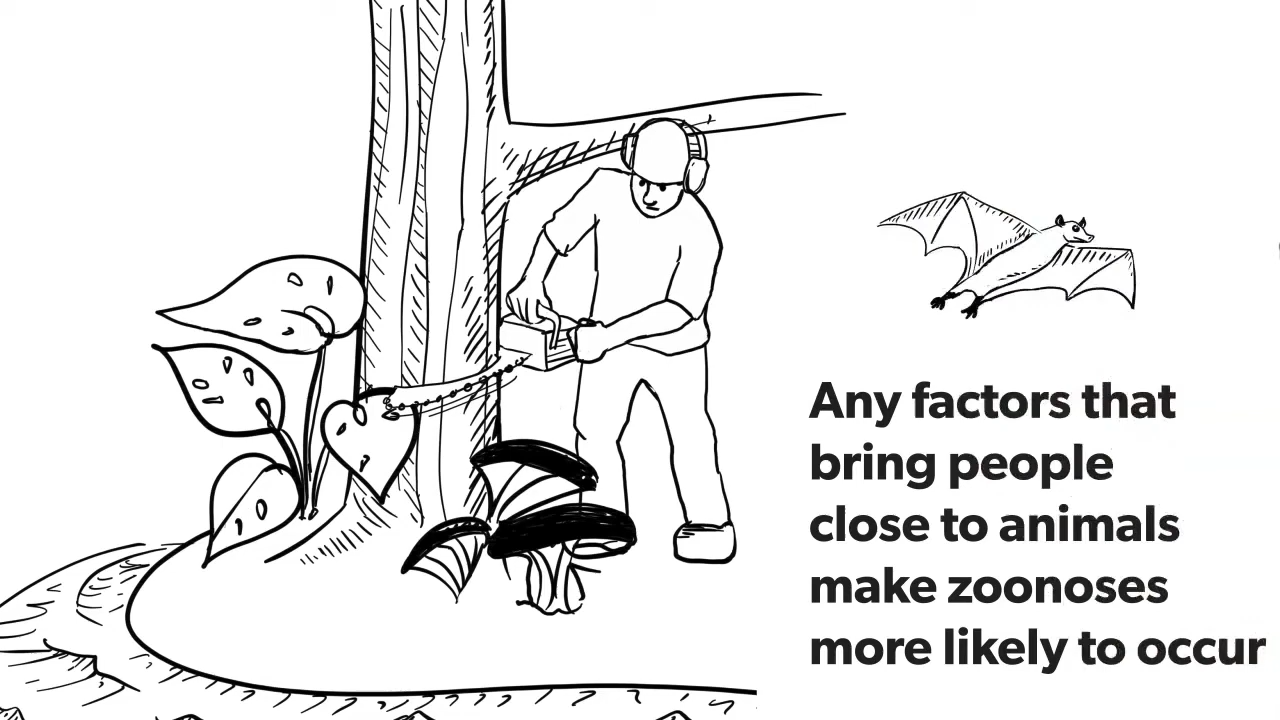 Any factors that
bring people
close to animals
make zoonoses
more likely to occur